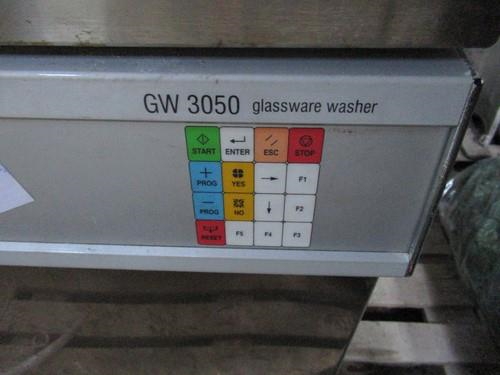 GW 3050 glassware washer
START ENTER ESC STOP
PROG YES F1
PROG NO F2
RESET F5 F4 F3